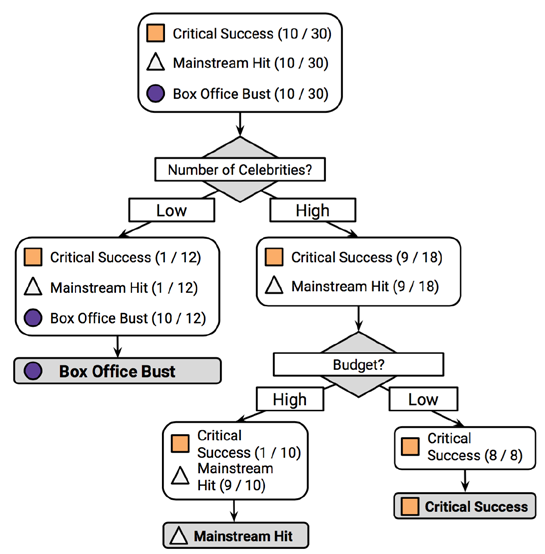 Critical Success (10 / 30)
Mainstream Hit (10 / 30)
Box Office Bust (10 / 30)
Number of Celebrities?
Low
High
Critical Success (1 / 12)
Mainstream Hit (1 / 12)
Box Office Bust (10 / 12)
Critical Success (9 / 18)
Mainstream Hit (9 / 18)
Box Office Bust
Budget?
High
Low
Critical
Success (1 / 10)
Mainstream
Hit (9 / 10)
Critical
Success (8 / 8)
Mainstream Hit
Critical Success